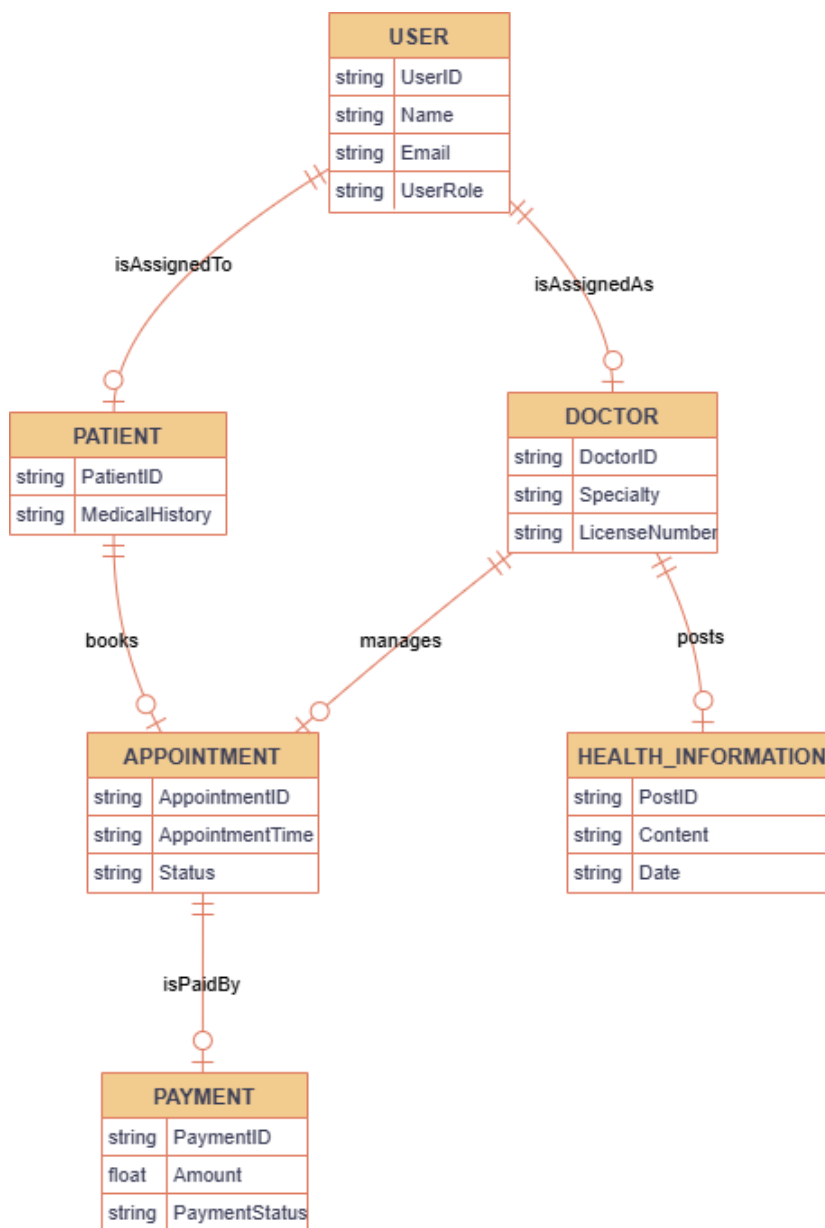 USER
string UserID
string Name
string Email
string UserRole
isAssignedTo
isAssignedAs
PATIENT
string PatientID
string MedicalHistory
DOCTOR
string DoctorID
string Specialty
string LicenseNumber
books
manages
posts
APPOINTMENT
string AppointmentID
string AppointmentTime
string Status
HEALTH_INFORMATION
string PostID
string Content
string Date
isPaidBy
PAYMENT
string PaymentID
float Amount
string PaymentStatus